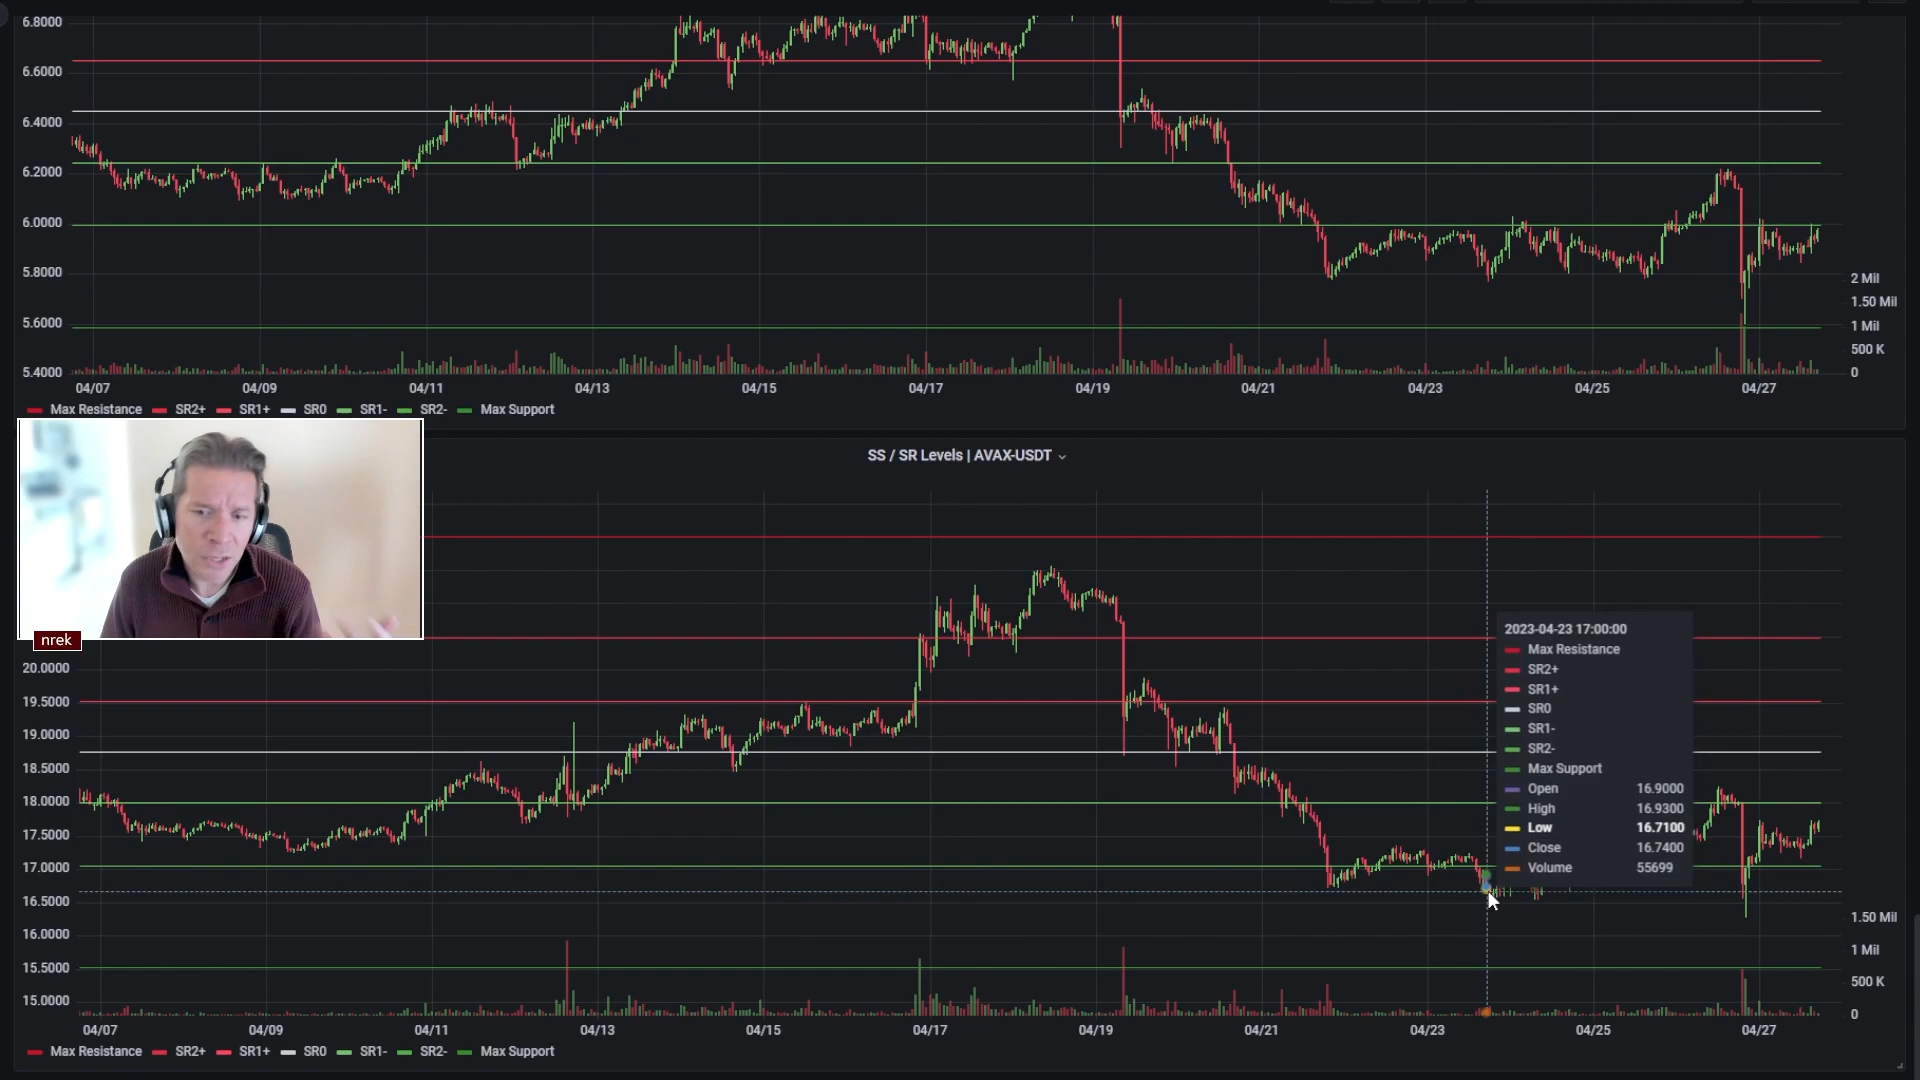 6.8000
6.6000
6.4000
6.2000
6.0000
5.8000
5.6000
5.4000
2 Mil
1.50 Mil
1 Mil
500 K
0
04/07 04/09 04/11 04/13 04/15 04/17 04/19 04/21 04/23 04/25 04/27
Max Resistance SR2+ SR1+ SR0 SR1- SR2- Max Support
SS / SR Levels | AVAX-USDT
nrek
20.0000
19.5000
19.0000
18.5000
18.0000
17.5000
17.0000
16.5000
16.0000
15.5000
15.0000
2023-04-23 17:00:00
Max Resistance
SR2+
SR1+
SR0
SR1-
SR2-
Max Support
Open 16.9000
High 16.9300
Low 16.7100
Close 16.7400
Volume 55699
1.50 Mil
1 Mil
500 K
0
04/07 04/09 04/11 04/13 04/15 04/17 04/19 04/21 04/23 04/25 04/27
Max Resistance SR2+ SR1+ SR0 SR1- SR2- Max Support